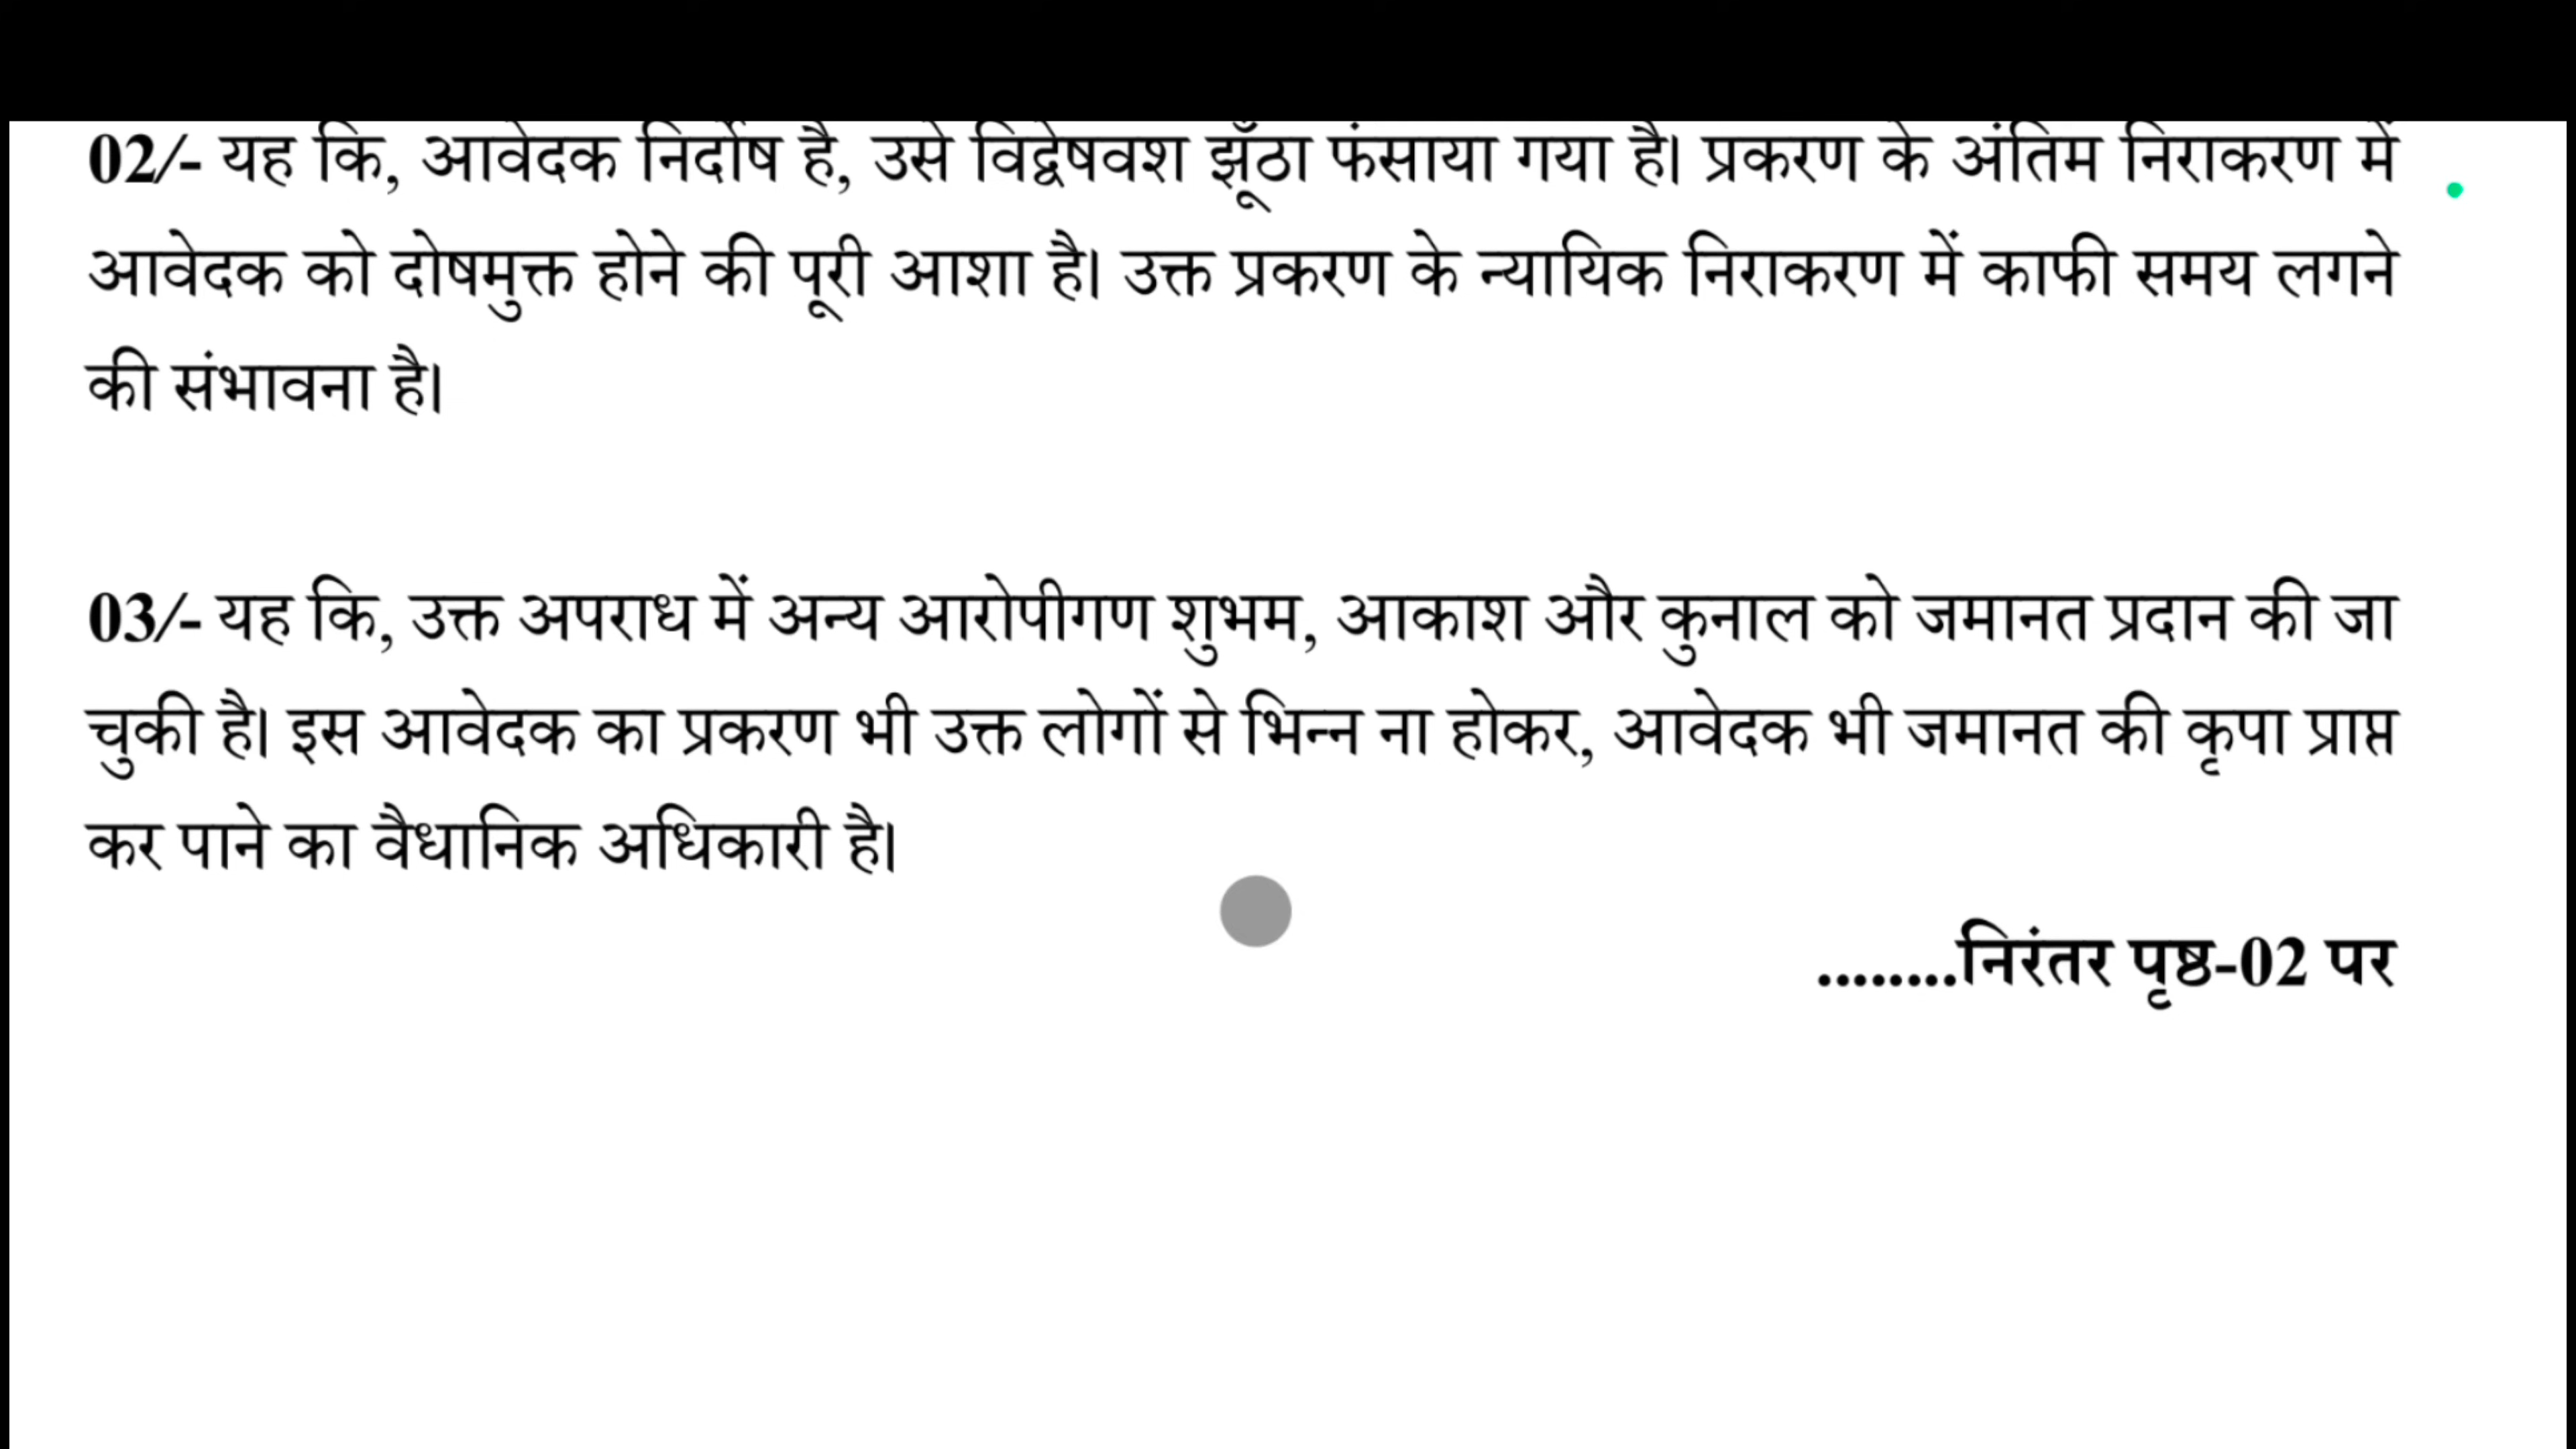 02/- यह कि, आवेदक निर्दोष है, उसे विद्वेषवश झूँठा फंसाया गया है। प्रकरण के अंतिम निराकरण में
आवेदक को दोषमुक्त होने की पूरी आशा है। उक्त प्रकरण के न्यायिक निराकरण में काफी समय लगने
की संभावना है।
03/- यह कि, उक्त अपराध में अन्य आरोपीगण शुभम, आकाश और कुनाल को जमानत प्रदान की जा
चुकी है। इस आवेदक का प्रकरण भी उक्त लोगों से भिन्न ना होकर, आवेदक भी जमानत की कृपा प्राप्त
कर पाने का वैधानिक अधिकारी है।
........निरंतर पृष्ठ-02 पर